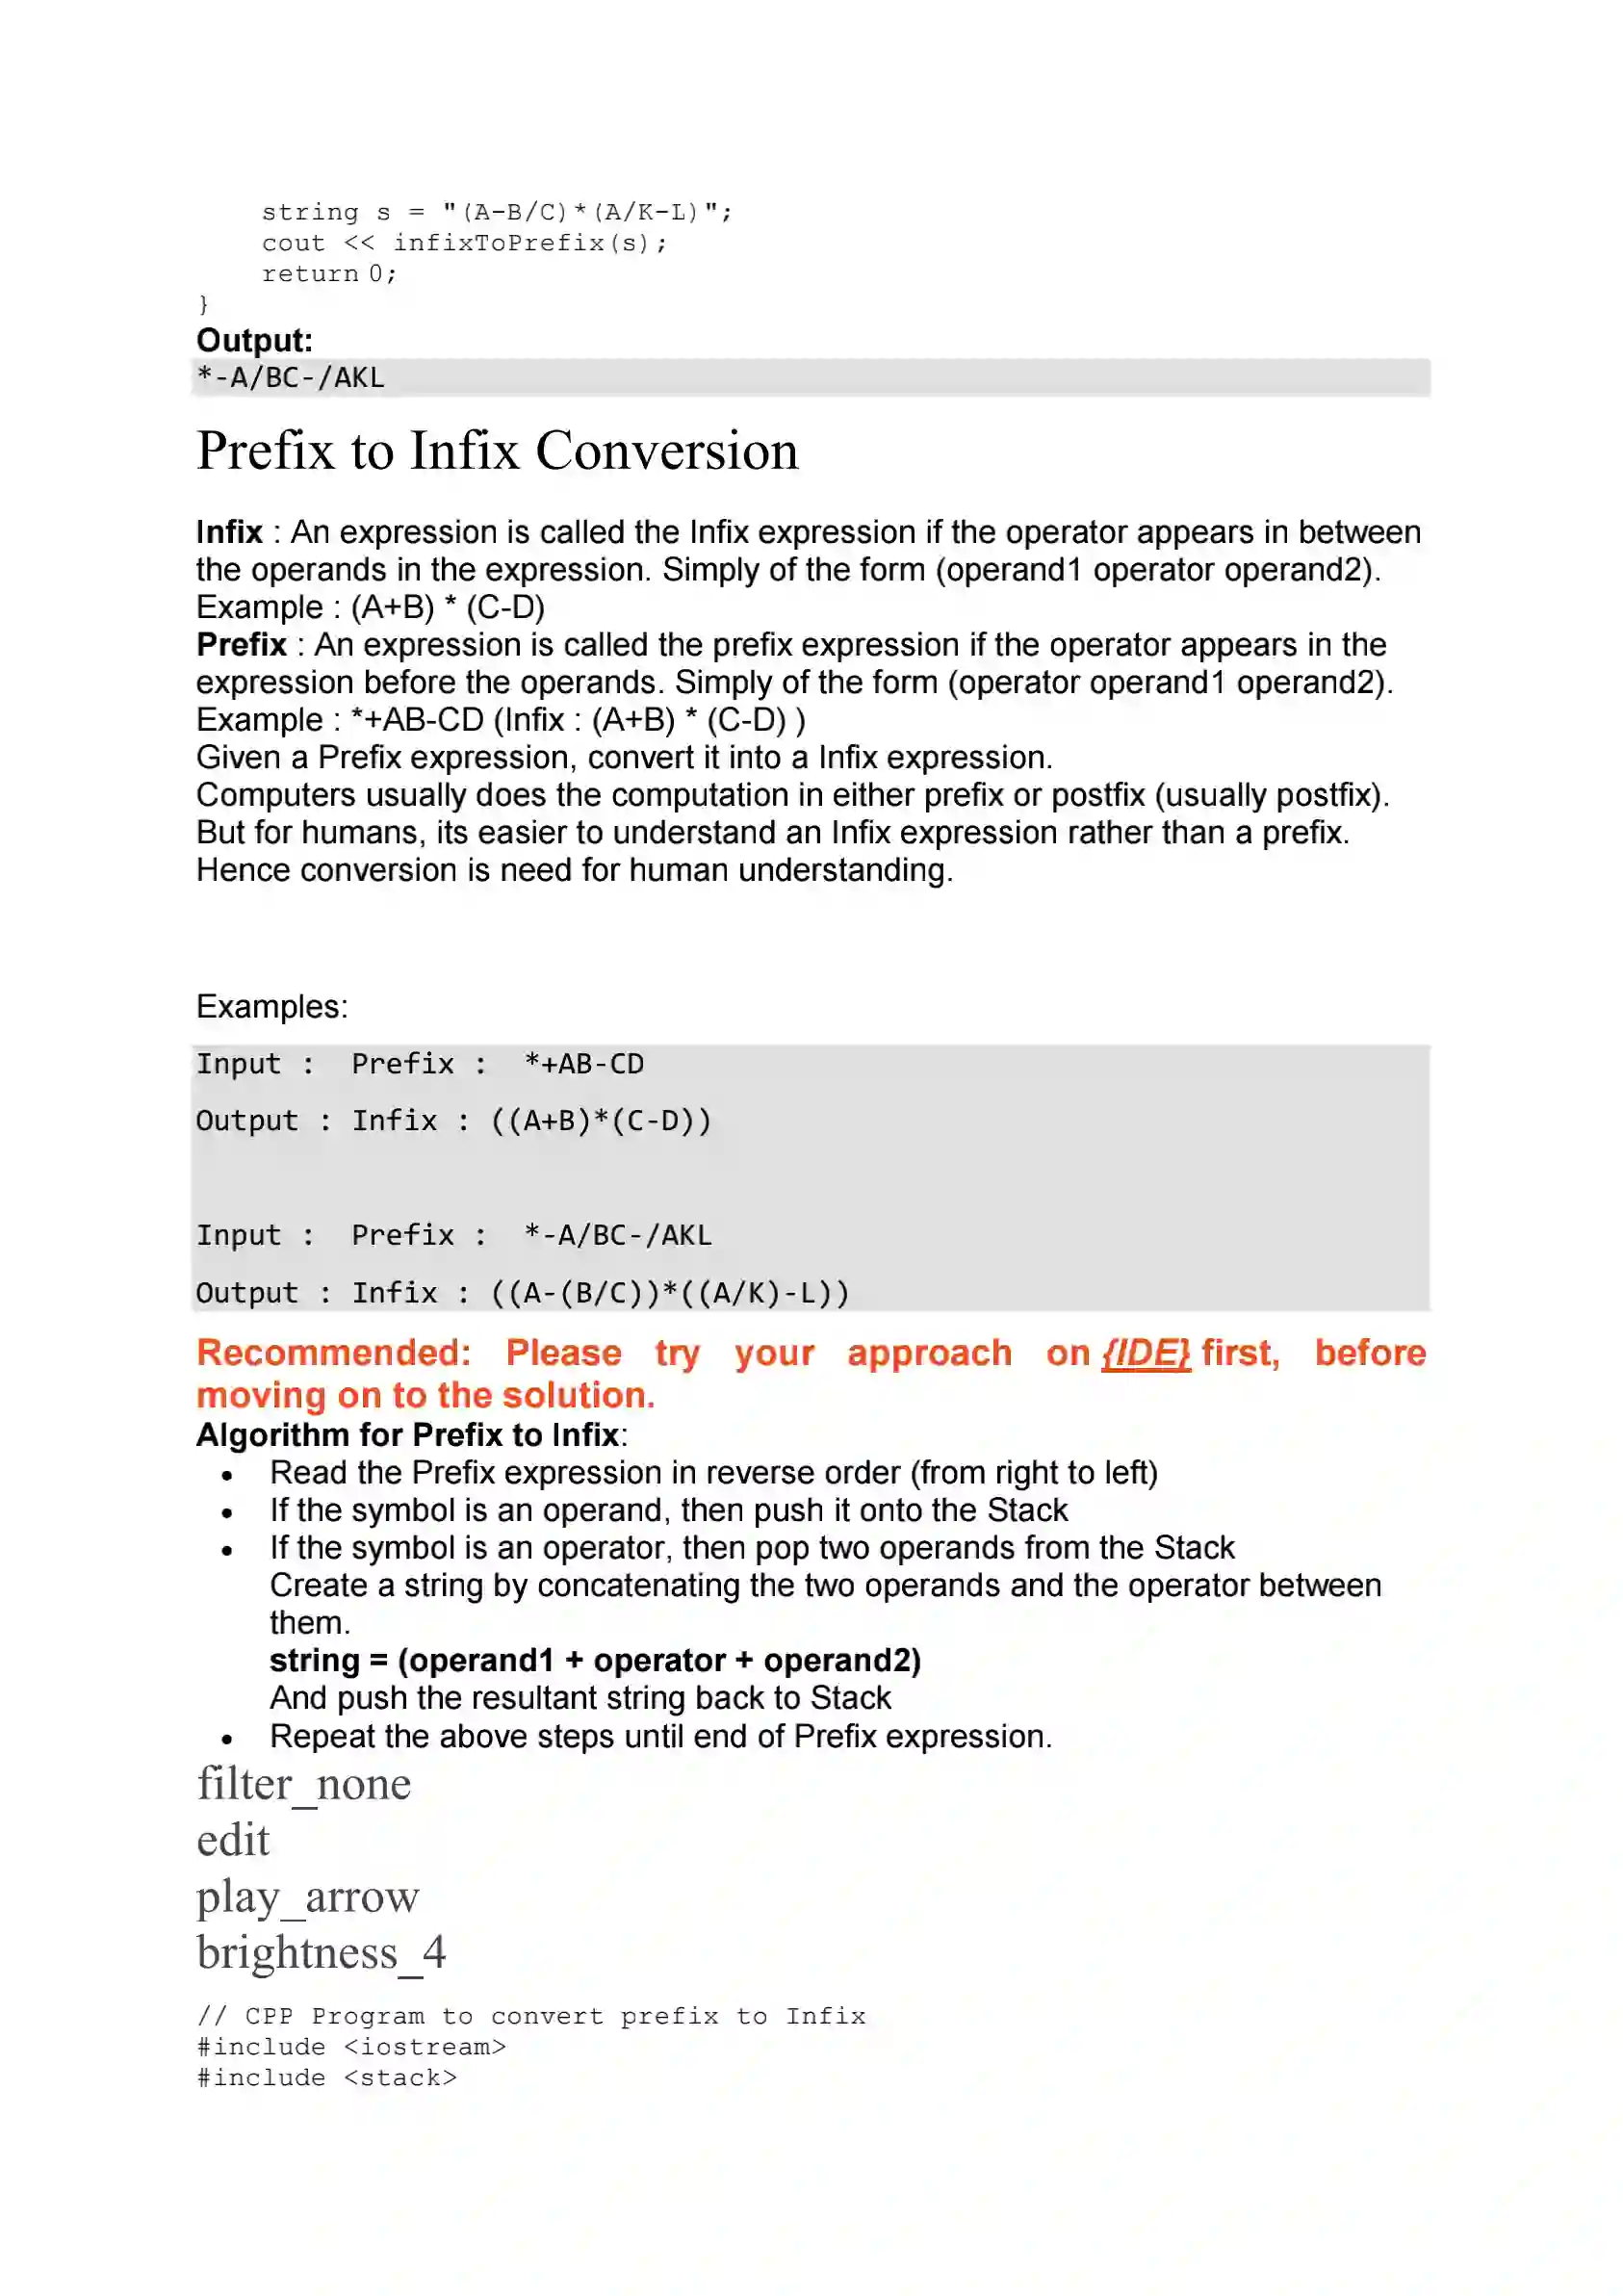 string s = "(A-B/C)*(A/K-L)";
cout << infixToPrefix(s);
return 0;
}
Output:
*-A/BC-/AKL
Prefix to Infix Conversion
Infix : An expression is called the Infix expression if the operator appears in between
the operands in the expression. Simply of the form (operand1 operator operand2).
Example : (A+B) * (C-D)
Prefix : An expression is called the prefix expression if the operator appears in the
expression before the operands. Simply of the form (operator operand1 operand2).
Example : *+AB-CD (Infix : (A+B) * (C-D) )
Given a Prefix expression, convert it into a Infix expression.
Computers usually does the computation in either prefix or postfix (usually postfix).
But for humans, its easier to understand an Infix expression rather than a prefix.
Hence conversion is need for human understanding.
Examples:
Input :  Prefix :  *+AB-CD
Output : Infix : ((A+B)*(C-D))
Input :  Prefix :  *-A/BC-/AKL
Output : Infix : ((A-(B/C))*((A/K)-L))
Recommended: Please try your approach on {IDE} first, before
moving on to the solution.
Algorithm for Prefix to Infix:
• Read the Prefix expression in reverse order (from right to left)
• If the symbol is an operand, then push it onto the Stack
• If the symbol is an operator, then pop two operands from the Stack
Create a string by concatenating the two operands and the operator between
them.
string = (operand1 + operator + operand2)
And push the resultant string back to Stack
• Repeat the above steps until end of Prefix expression.
filter_none
edit
play_arrow
brightness_4
// CPP Program to convert prefix to Infix
#include <iostream>
#include <stack>